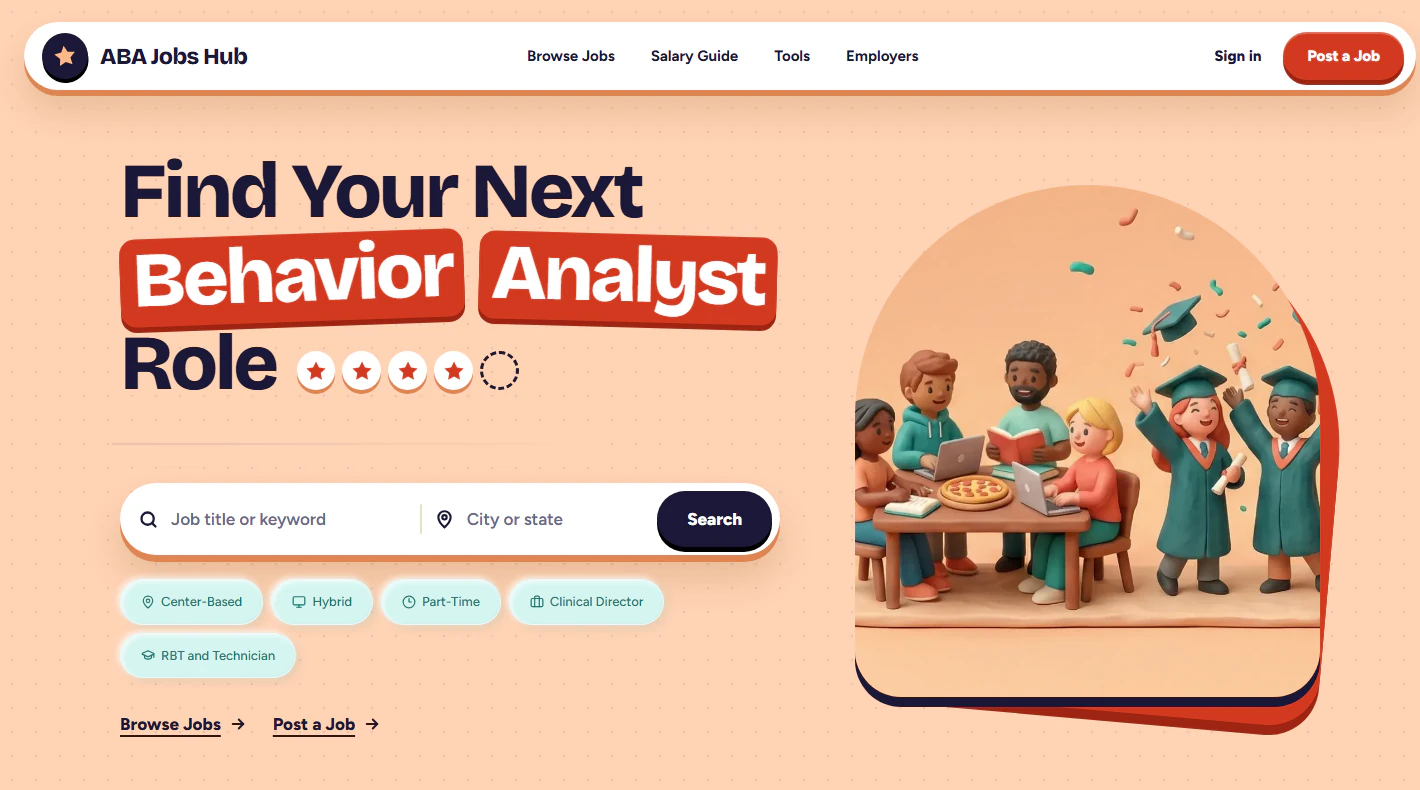 ABA Jobs Hub
Browse Jobs
Salary Guide
Tools
Employers
Sign in
Post a Job
Find Your Next
Behavior Analyst
Role
Job title or keyword
City or state
Search
Center-Based
Hybrid
Part-Time
Clinical Director
RBT and Technician
Browse Jobs →
Post a Job →